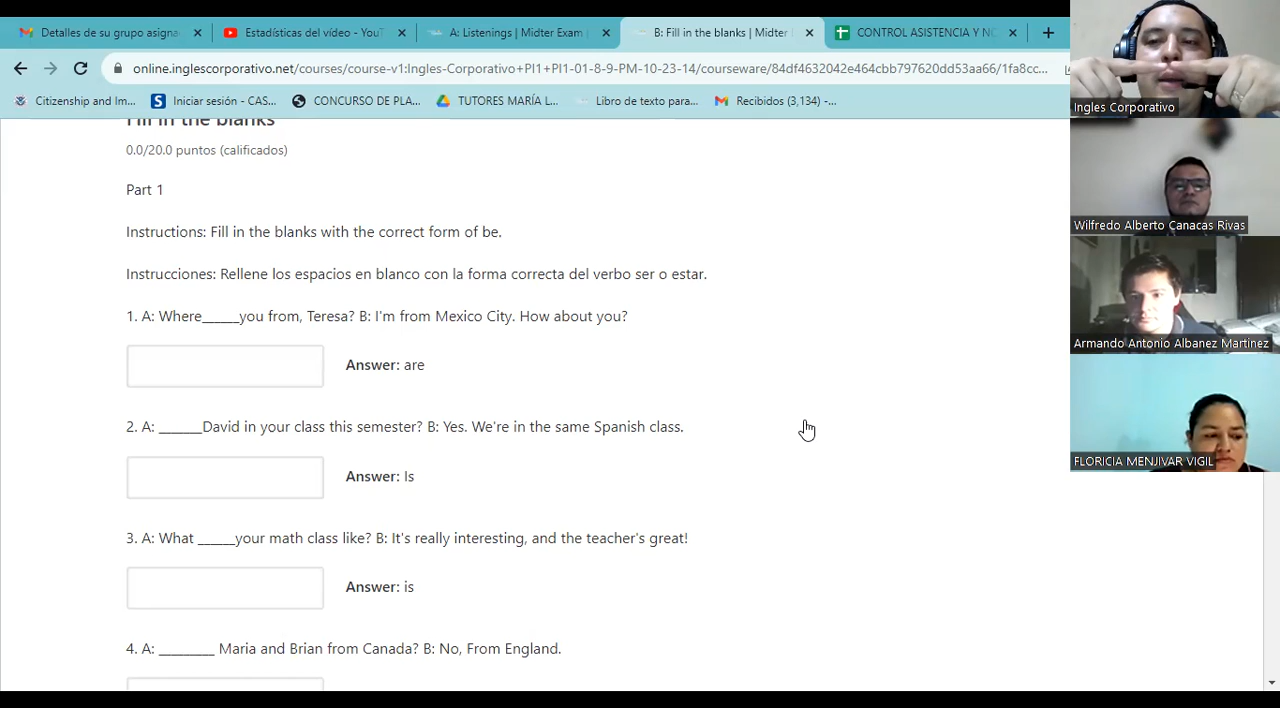 Detalles de su grupo asigna
Estadísticas del vídeo - YouT
A: Listenings | Midter Exam
B: Fill in the blanks | Midter
CONTROL ASISTENCIA Y NO
online.inglescorporativo.net/courses/course-v1:Ingles-Corporativo+PI1+PI1-01-8-9-PM-10-23-14/courseware/84df4632042e464cbb797620dd53aa66/1fa8cc...
Citizenship and Im...
Iniciar sesión - CAS...
CONCURSO DE PLA...
TUTORES MARÍA L...
Libro de texto para...
Recibidos (3,134) -...
Fill in the blanks
0.0/20.0 puntos (calificados)
Part 1
Instructions: Fill in the blanks with the correct form of be.
Instrucciones: Rellene los espacios en blanco con la forma correcta del verbo ser o estar.
1. A: Where______you from, Teresa? B: I'm from Mexico City. How about you?
Answer: are
2. A: _______David in your class this semester? B: Yes. We're in the same Spanish class.
Answer: Is
3. A: What ______your math class like? B: It's really interesting, and the teacher's great!
Answer: is
4. A: _________ Maria and Brian from Canada? B: No, From England.
Ingles Corporativo
Wilfredo Alberto Canacas Rivas
Armando Antonio Albanez Martinez
FLORICIA MENJIVAR VIGIL